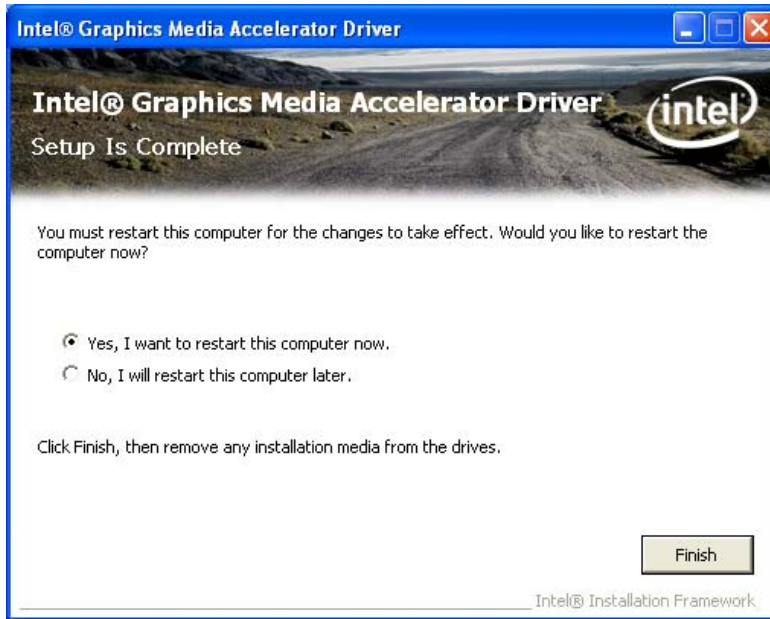 Intel® Graphics Media Accelerator Driver
Intel® Graphics Media Accelerator Driver
intel
Setup Is Complete
You must restart this computer for the changes to take effect. Would you like to restart the
computer now?
Yes, I want to restart this computer now.
No, I will restart this computer later.
Click Finish, then remove any installation media from the drives.
Finish
Intel® Installation Framework